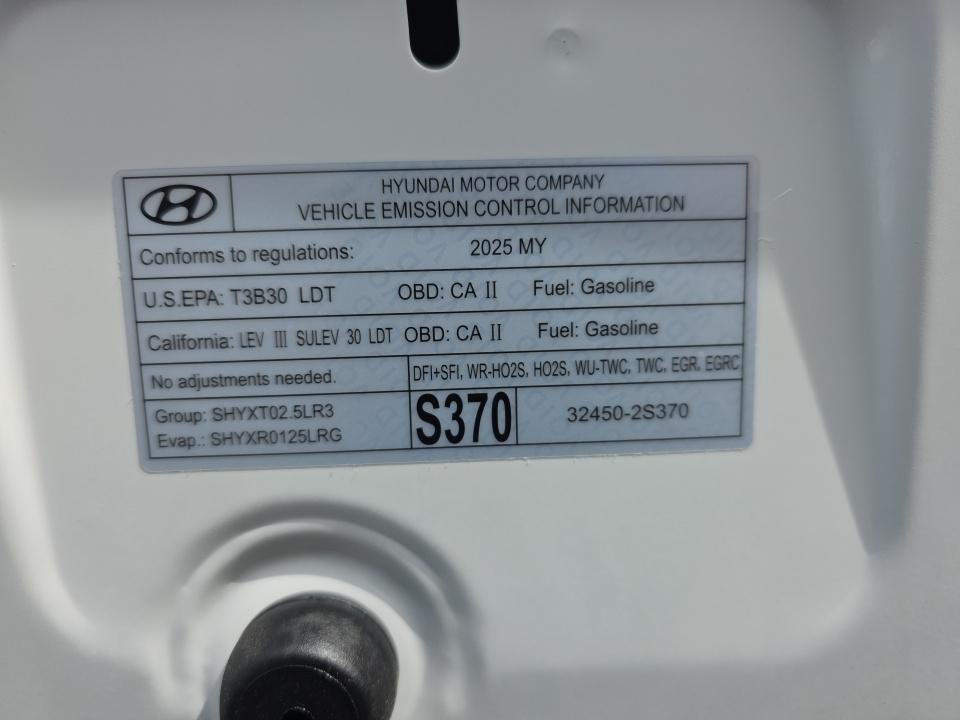 HYUNDAI MOTOR COMPANY
VEHICLE EMISSION CONTROL INFORMATION
Conforms to regulations: 2025 MY
U.S.EPA: T3B30 LDT OBD: CA II Fuel: Gasoline
California: LEV III SULEV 30 LDT OBD: CA II Fuel: Gasoline
No adjustments needed. DFI+SFI, WR-HO2S, HO2S, WU-TWC, TWC, EGR, EGRC
Group: SHYXT02.5LR3
Evap.: SHYXR0125LRG
S370
32450-2S370